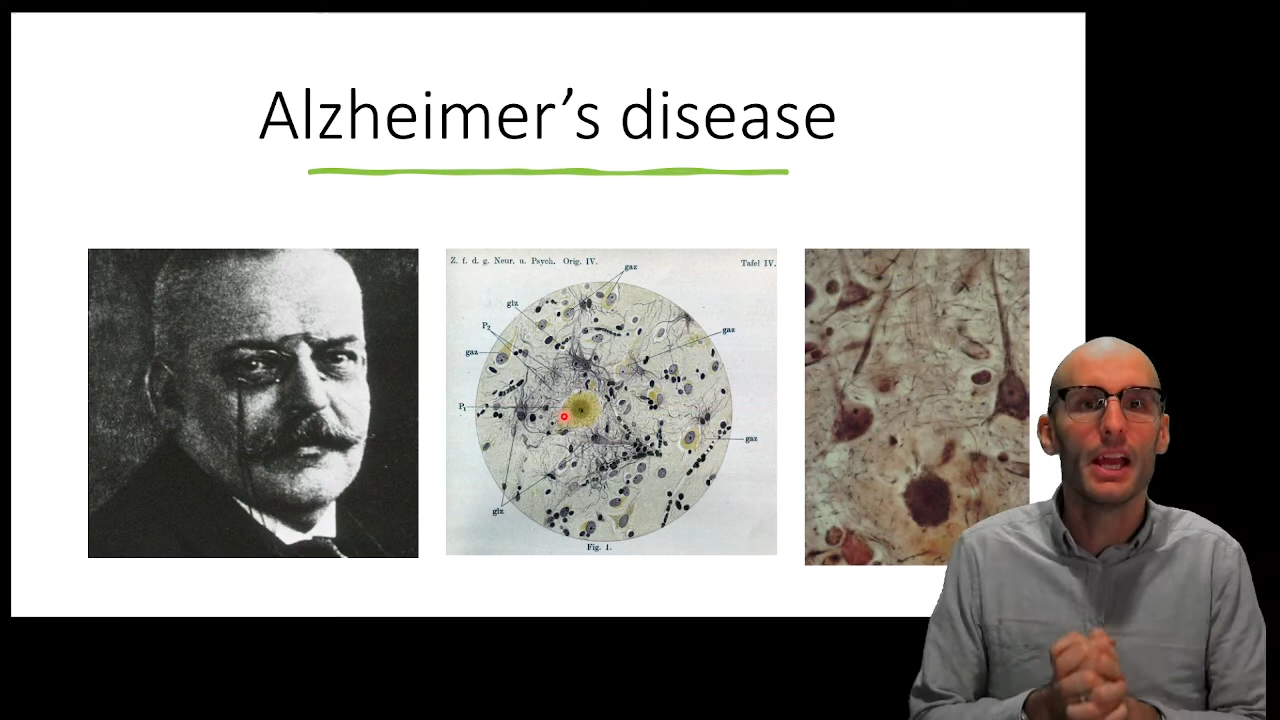 Alzheimer’s disease
Z. f. d. g. Neur. u. Psych. Orig. IV.
Tafel IV.
gaz
glz
P₂
gaz
gaz
P₁
gaz
glz
Fig. 1.